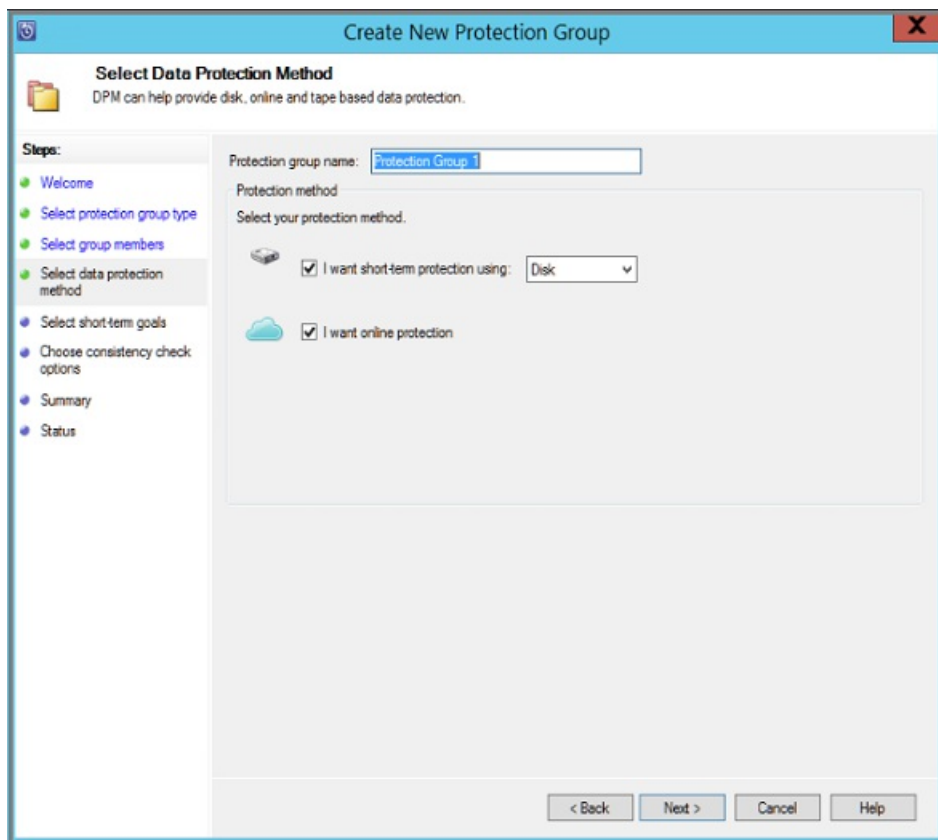 Create New Protection Group
X
Select Data Protection Method
DPM can help provide disk, online and tape based data protection.
Steps:
Welcome
Select protection group type
Select group members
Select data protection
method
Select short-term goals
Choose consistency check
options
Summary
Status
Protection group name: Protection Group 1
Protection method
Select your protection method.
I want short-term protection using: Disk
I want online protection
< Back Next > Cancel Help